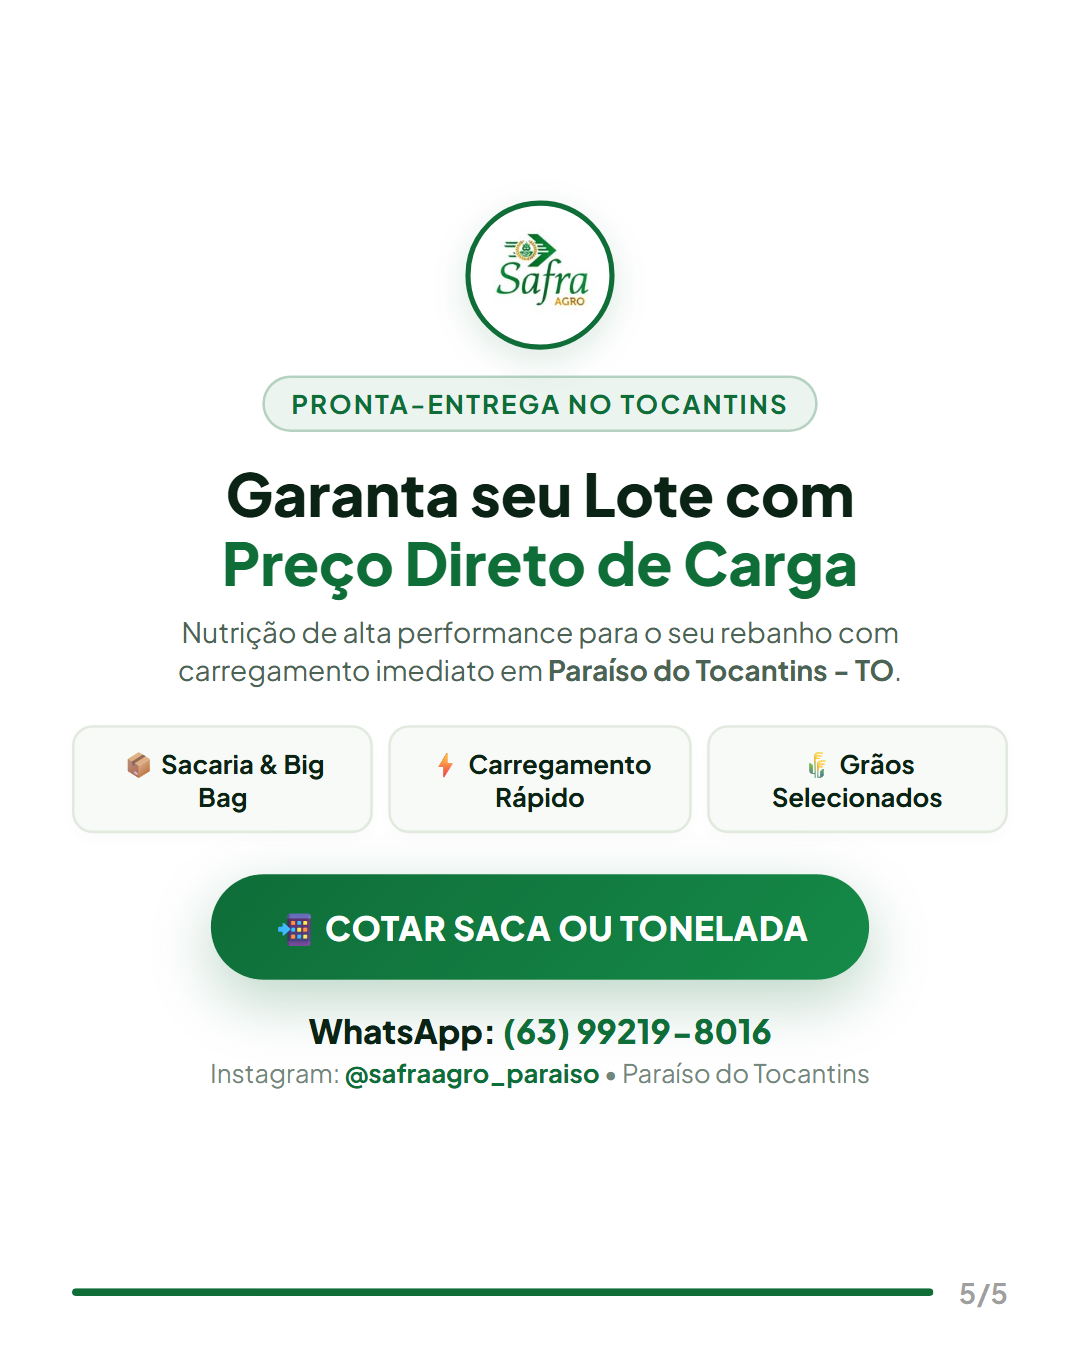 Safra
AGRO
PRONTA-ENTREGA NO TOCANTINS
Garanta seu Lote com
Preço Direto de Carga
Nutrição de alta performance para o seu rebanho com
carregamento imediato em Paraíso do Tocantins - TO.
📦 Sacaria & Big
Bag
⚡ Carregamento
Rápido
🌾 Grãos
Selecionados
📲 COTAR SACA OU TONELADA
WhatsApp: (63) 99219-8016
Instagram: @safraagro_paraiso • Paraíso do Tocantins
5/5